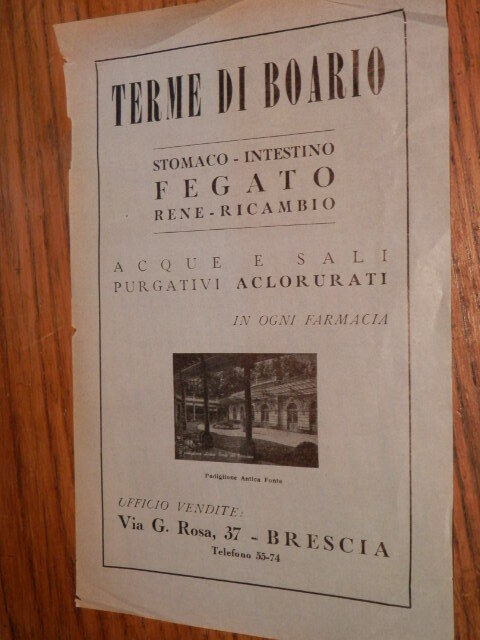 TERME DI BOARIO
STOMACO - INTESTINO
FEGATO
RENE - RICAMBIO
ACQUE E SALI
PURGATIVI ACLORURATI
IN OGNI FARMACIA
Padiglione Antica Fonte
UFFICIO VENDITE:
Via G. Rosa, 37 - BRESCIA
Telefono 55-74